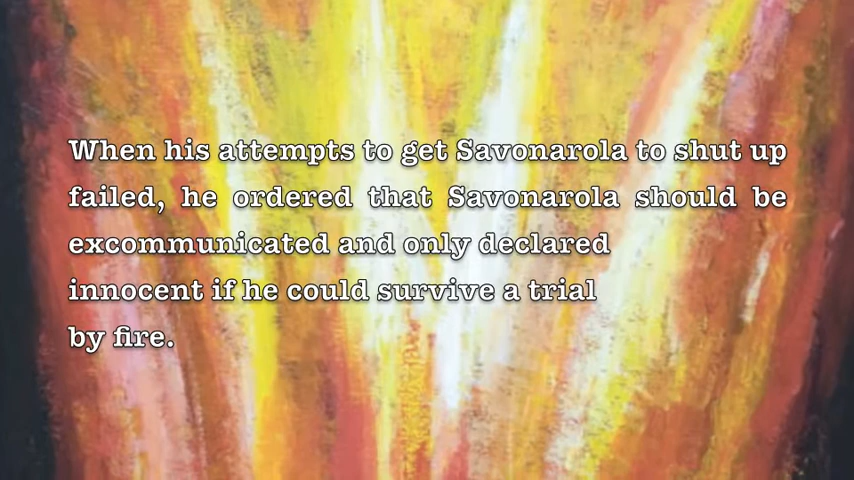 When his attempts to get Savonarola to shut up
failed, he ordered that Savonarola should be
excommunicated and only declared
innocent if he could survive a trial
by fire.